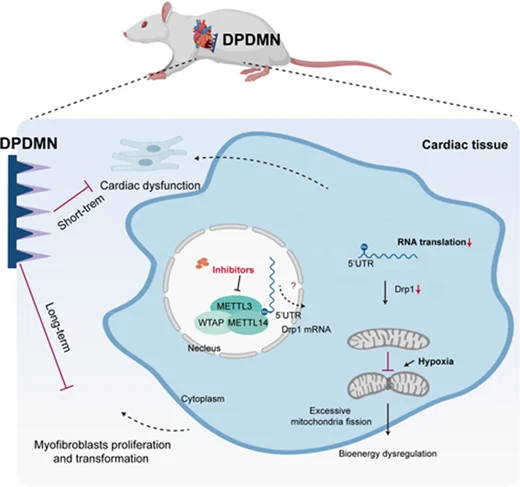 DPDMN
DPDMN
Cardiac tissue
Cardiac dysfunction
Short-trem
Long-term
Inhibitors
METTL3
WTAP
METTL14
?
5'UTR
Drp1 mRNA
Necleus
RNA translation
5'UTR
Drp1
Hypoxia
Cytoplasm
Excessive
mitochondria fission
Bioenergy dysregulation
Myofibroblasts proliferation
and transformation